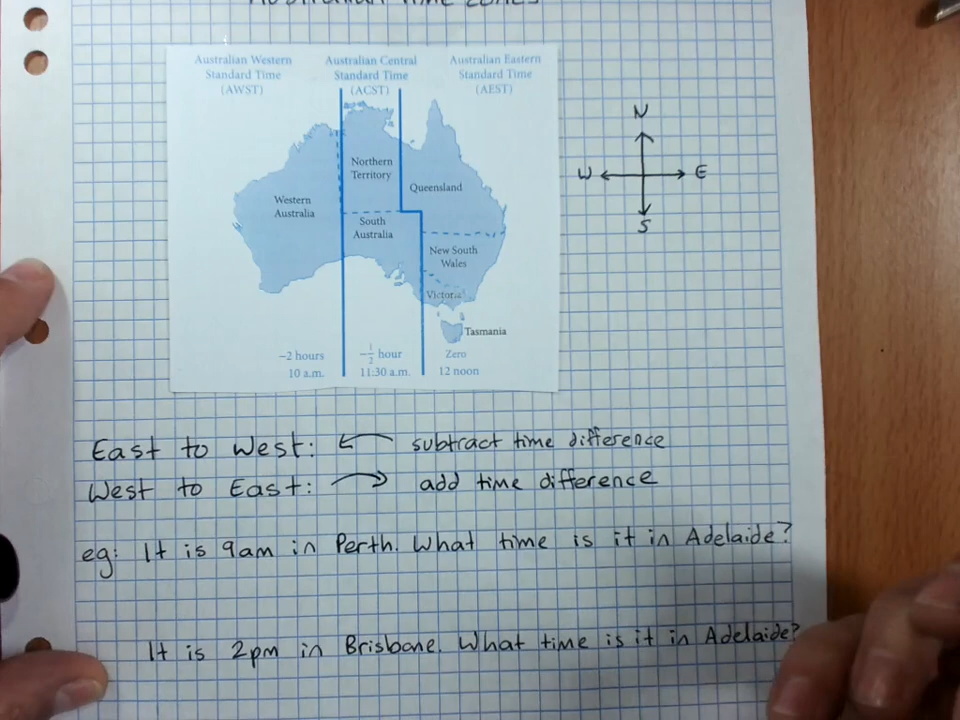 Australian Time Zones
Australian Western Standard Time (AWST)
Australian Central Standard Time (ACST)
Australian Eastern Standard Time (AEST)
N
W
E
S
Northern Territory
Queensland
Western Australia
South Australia
New South Wales
Victoria
Tasmania
−2 hours
−1/2 hour
Zero
10 a.m.
11:30 a.m.
12 noon
East to West: ← subtract time difference
West to East: → add time difference
eg: It is 9am in Perth. What time is it in Adelaide?
It is 2pm in Brisbane. What time is it in Adelaide?